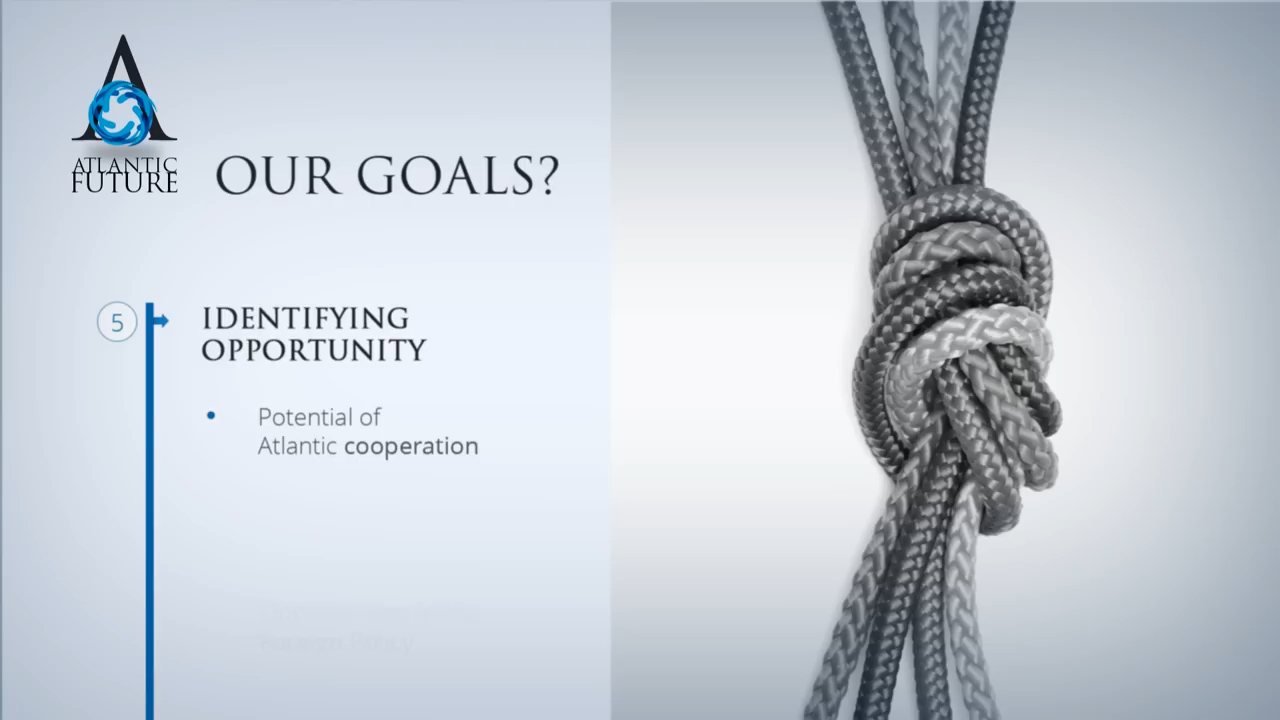 ATLANTIC
FUTURE
OUR GOALS?
5
IDENTIFYING
OPPORTUNITY
• Potential of
Atlantic cooperation